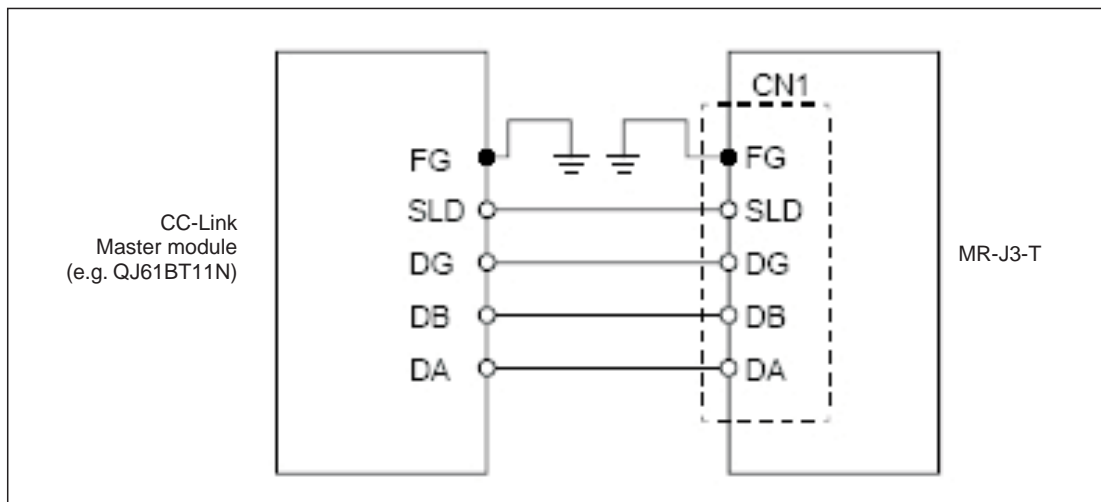 CN1
FG
FG
SLD
SLD
CC-Link
Master module
(e.g. QJ61BT11N)
DG
DG
MR-J3-T
DB
DB
DA
DA